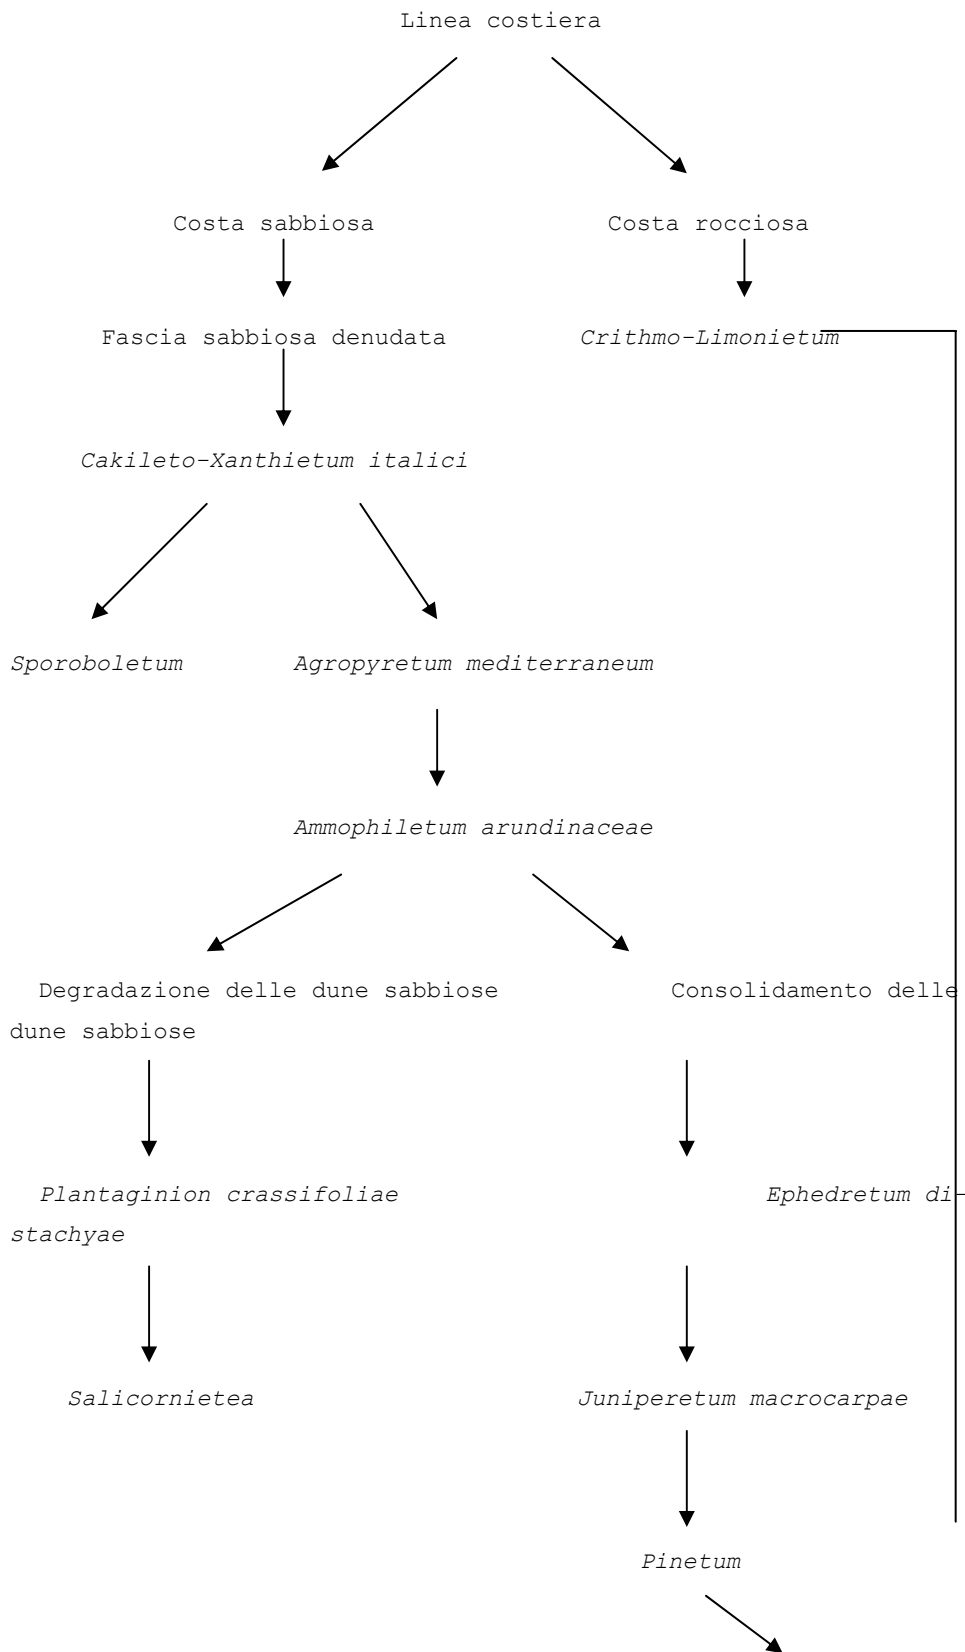 Linea costiera
Costa sabbiosa Costa rocciosa
Fascia sabbiosa denudata Crithmo-Limonietum
Cakileto-Xanthietum italici
Sporoboletum Agropyretum mediterraneum
Ammophiletum arundinaceae
Degradazione delle dune sabbiose Consolidamento delle
dune sabbiose
Plantaginion crassifoliae Ephedretum di-
stachyae
Salicornietea Juniperetum macrocarpae
Pinetum